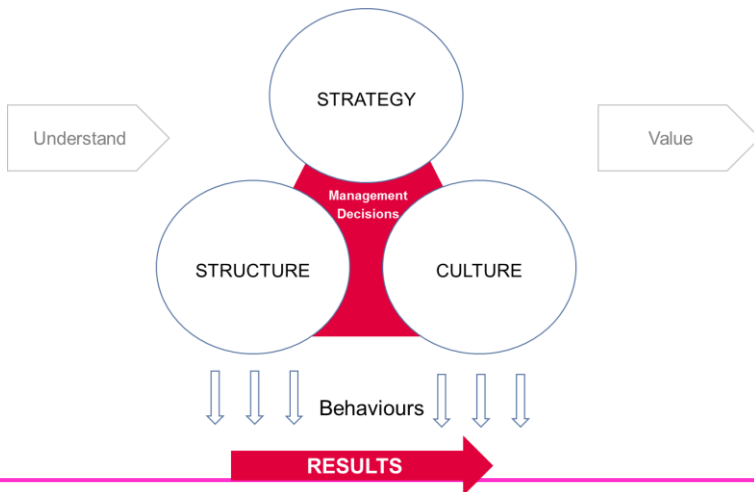 STRATEGY
Understand
Value
Management
Decisions
STRUCTURE
CULTURE
Behaviours
RESULTS